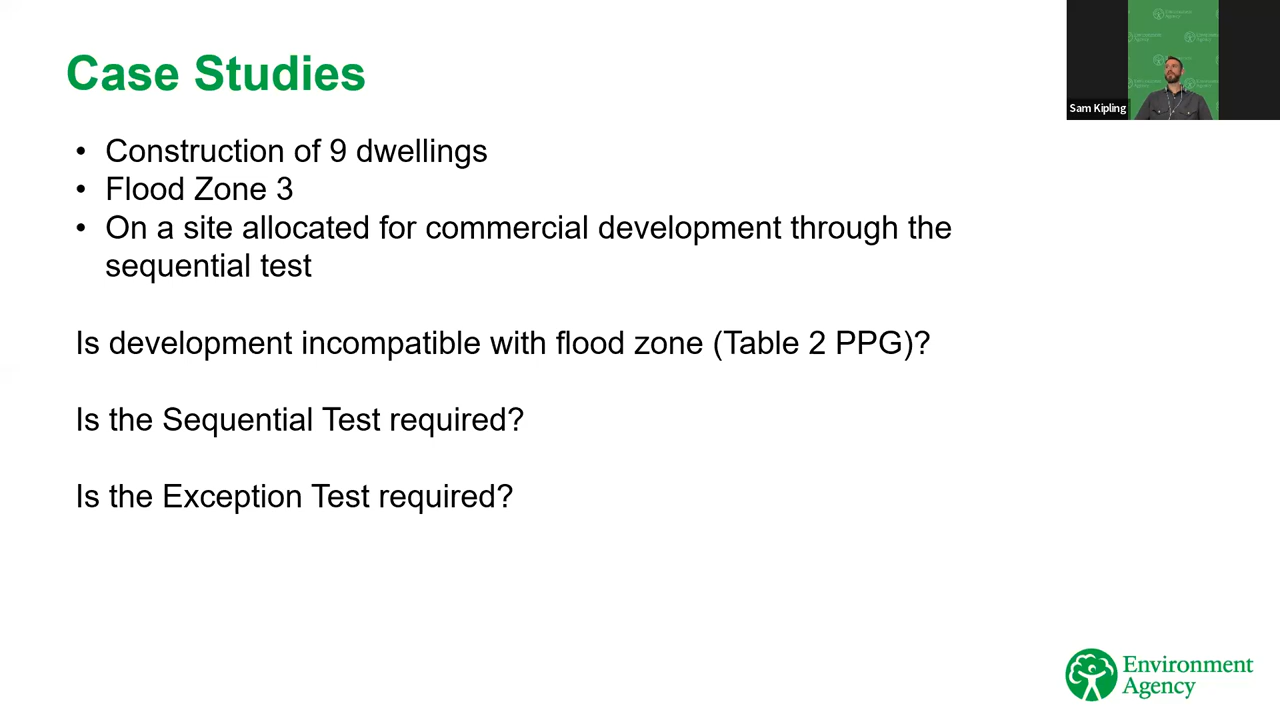 Case Studies
• Construction of 9 dwellings
• Flood Zone 3
• On a site allocated for commercial development through the
sequential test
Is development incompatible with flood zone (Table 2 PPG)?
Is the Sequential Test required?
Is the Exception Test required?
Sam Kipling
Environment
Agency
Environment
Agency